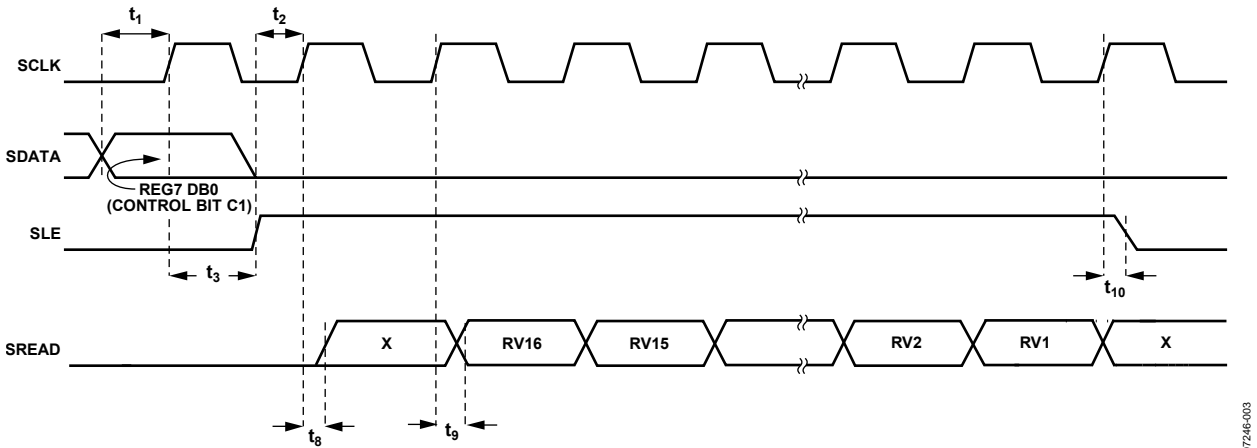 t1
t2
SCLK
SDATA
REG7 DB0
(CONTROL BIT C1)
SLE
t3
t10
SREAD
X
RV16
RV15
RV2
RV1
X
t8
t9
7246-003